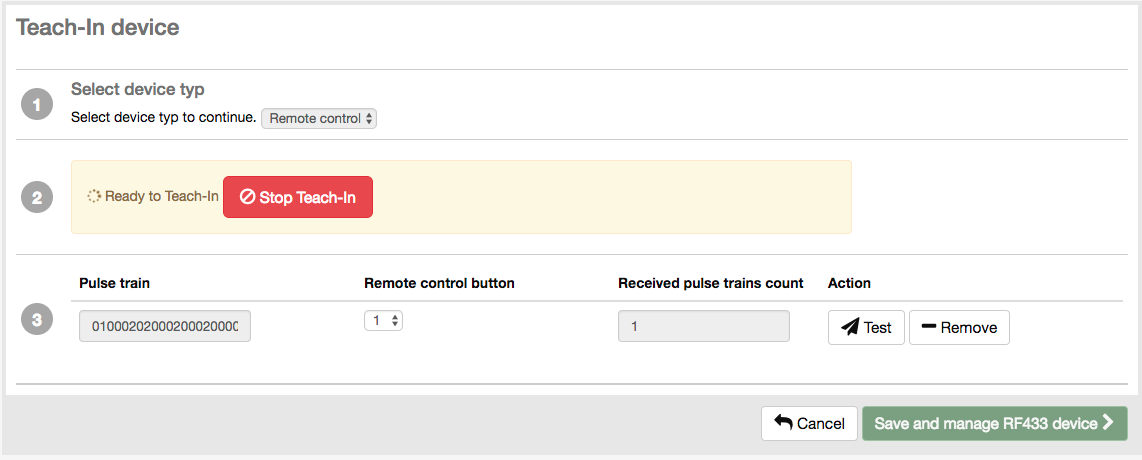 Teach-In device
1
Select device typ
Select device typ to continue. Remote control
2
Ready to Teach-In Stop Teach-In
Pulse train Remote control button Received pulse trains count Action
3
01000202000200020000 1 1 Test Remove
Cancel Save and manage RF433 device